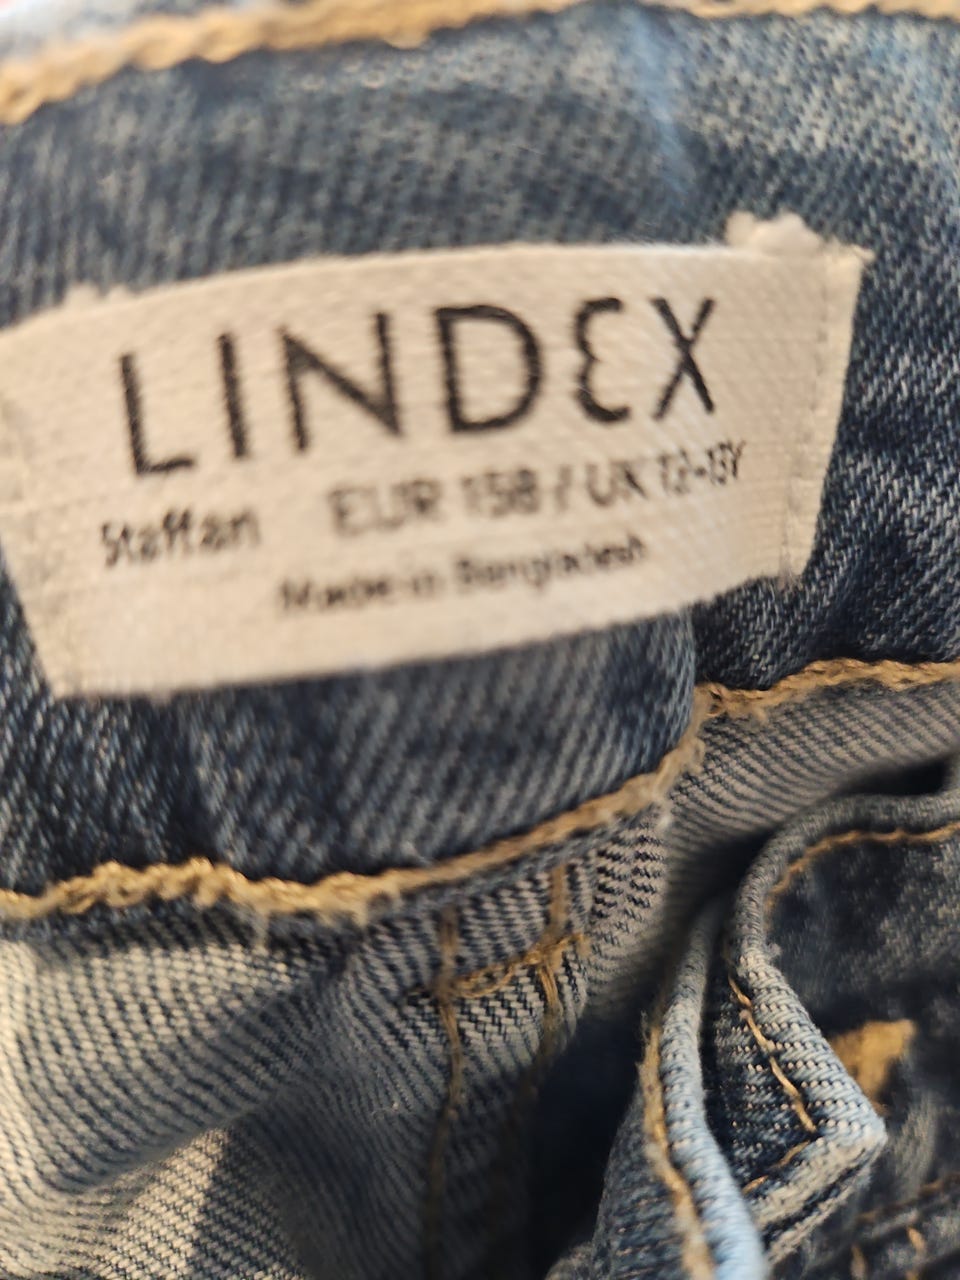 LINDEX
Staffan EUR 158 / UK 12-13Y
Made in Bangladesh